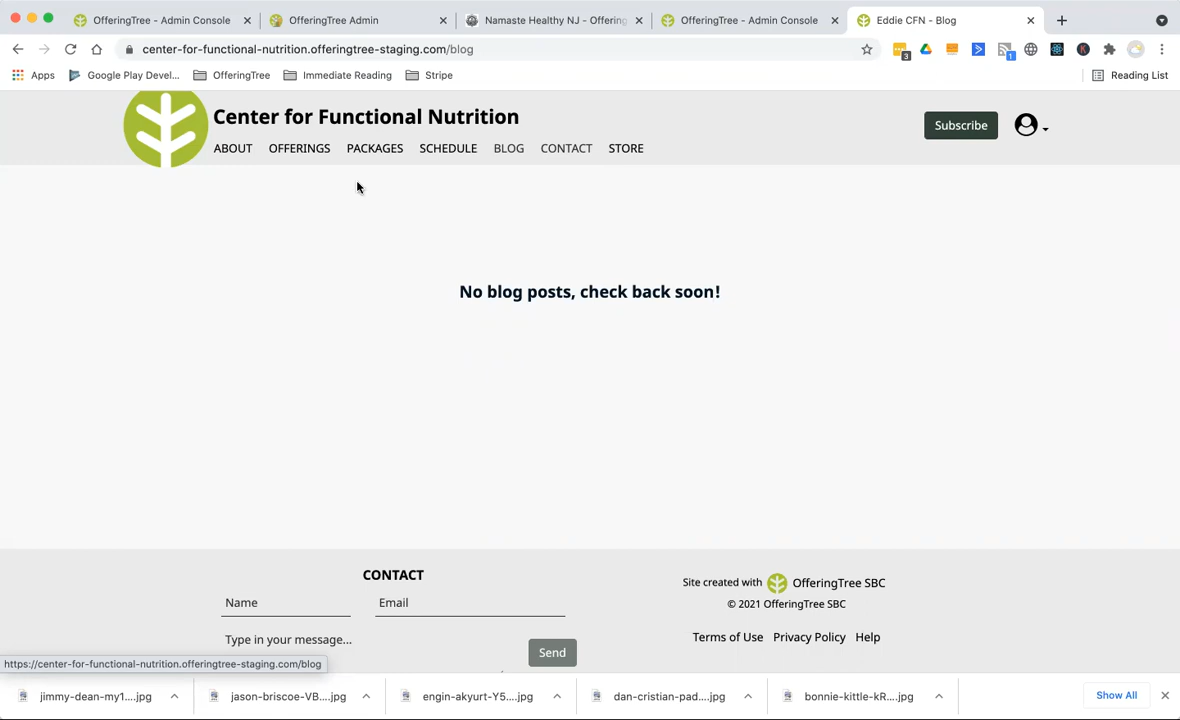 OfferingTree - Admin Console
OfferingTree Admin
Namaste Healthy NJ - Offering
OfferingTree - Admin Console
Eddie CFN - Blog
center-for-functional-nutrition.offeringtree-staging.com/blog
3
1
K
Apps
Google Play Devel...
OfferingTree
Immediate Reading
Stripe
Reading List
Center for Functional Nutrition
ABOUT OFFERINGS PACKAGES SCHEDULE BLOG CONTACT STORE
Subscribe
No blog posts, check back soon!
CONTACT
Name
Email
Type in your message...
Send
Site created with OfferingTree SBC
© 2021 OfferingTree SBC
Terms of Use Privacy Policy Help
https://center-for-functional-nutrition.offeringtree-staging.com/blog
jimmy-dean-my1....jpg
jason-briscoe-VB....jpg
engin-akyurt-Y5....jpg
dan-cristian-pad....jpg
bonnie-kittle-kR....jpg
Show All